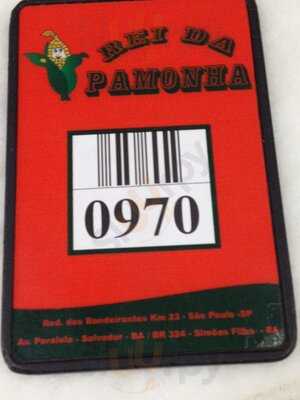 REI DA
PAMONHA
0970
Rod. dos Bandeirantes Km 33 - São Paulo -SP
Av. Paralela - Salvador - BA / BR 324 - Simões Filho - BA